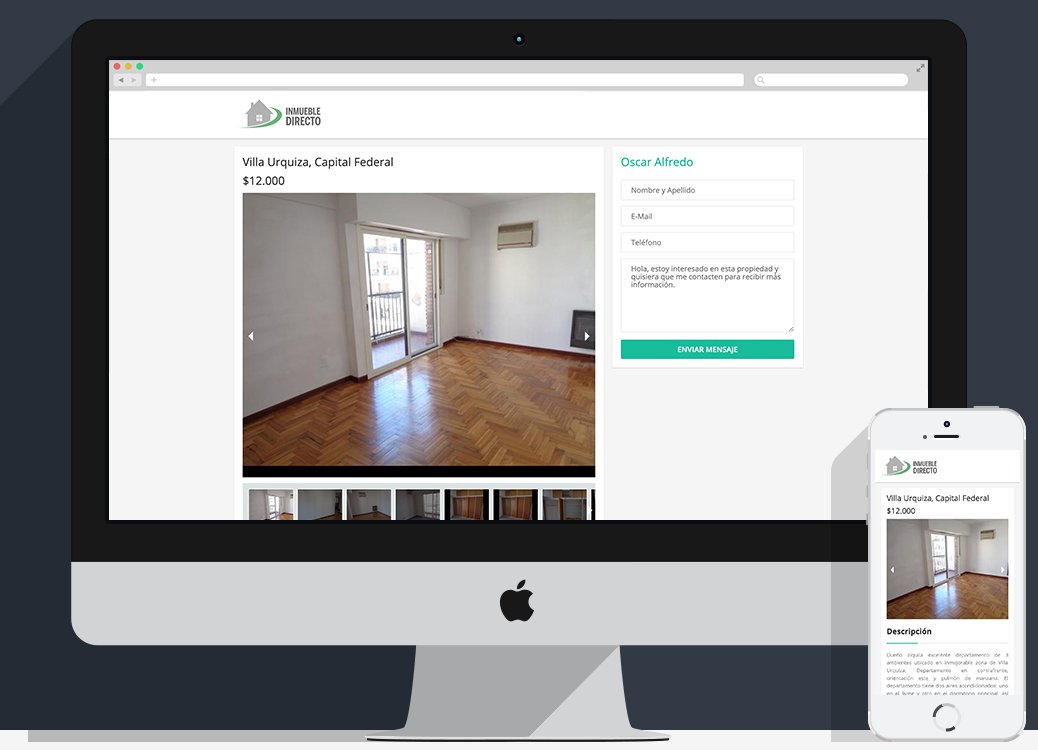 INMUEBLE
DIRECTO
Villa Urquiza, Capital Federal
$12.000
Oscar Alfredo
Nombre y Apellido
E-Mail
Teléfono
Hola, estoy interesado en esta propiedad y
quisiera que me contacten para recibir más
información.
ENVIAR MENSAJE
INMUEBLE
DIRECTO
Villa Urquiza, Capital Federal
$12.000
Descripción
Dueño alquila excelente departamento de 3
ambientes ubicado en inmejorable zona de Villa
Urquiza. Departamento en contrafrente,
orientación este y pulmón de manzana. El
departamento tiene dos aires acondicionados: uno
en el living y otro en el dormitorio principal, así